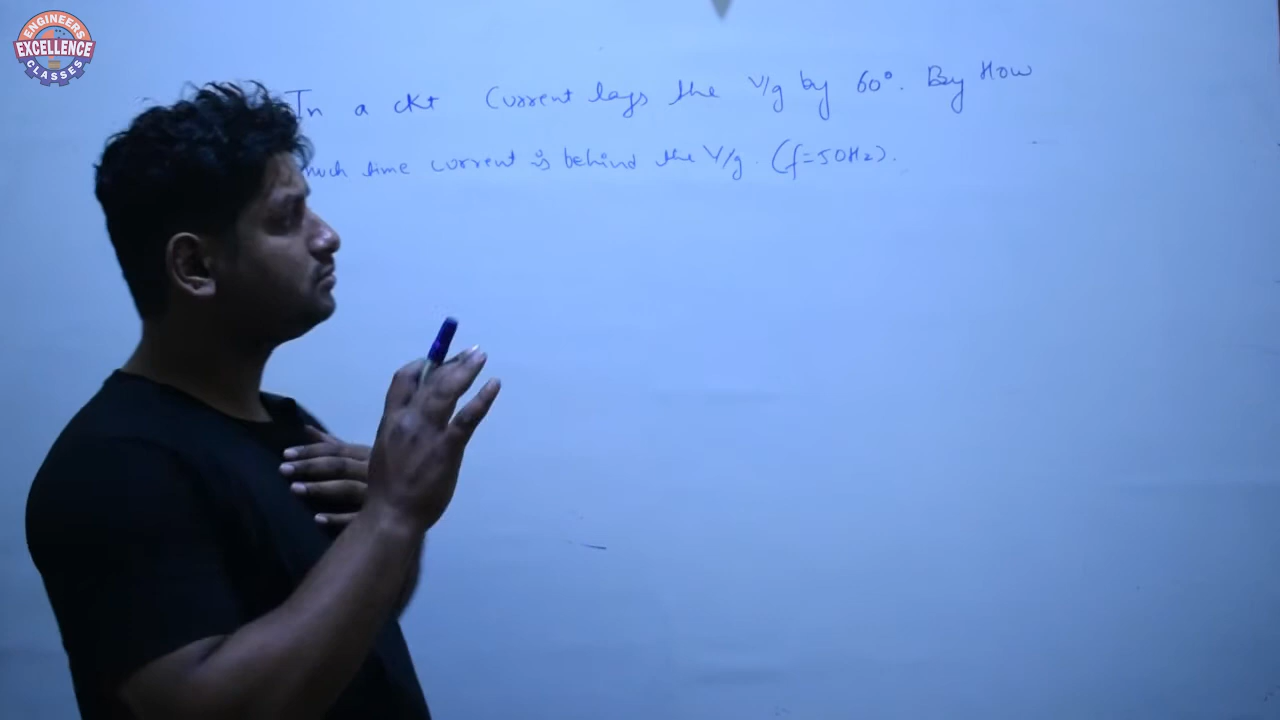 ENGINEERS
EXCELLENCE
CLASSES
In a ckt Current lags the V/g by 60°. By How
much time current is behind the V/g. (f=50Hz).